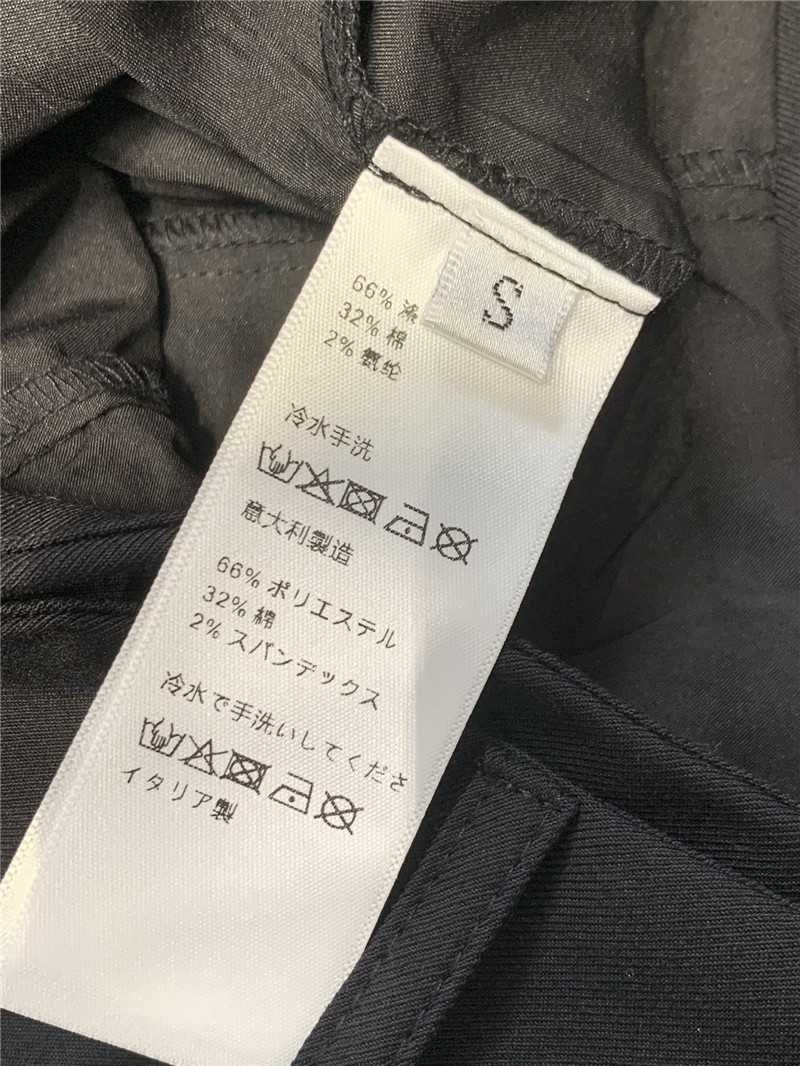 S
66% 涤
32% 棉
2% 氨纶
冷水手洗
意大利製造
66% ポリエステル
32% 綿
2% スパンデックス
冷水で手洗いしてくださ
イタリア製